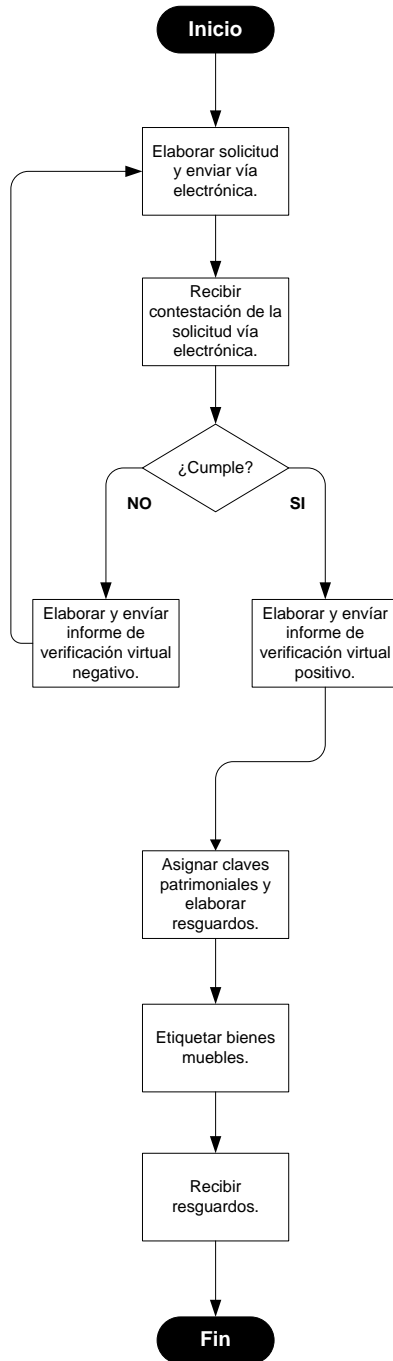 Inicio
Elaborar solicitud
y enviar vía
electrónica.
Recibir
contestación de la
solicitud vía
electrónica.
¿Cumple?
NO
SI
Elaborar y envíar
informe de
verificación virtual
negativo.
Elaborar y envíar
informe de
verificación virtual
positivo.
Asignar claves
patrimoniales y
elaborar
resguardos.
Etiquetar bienes
muebles.
Recibir
resguardos.
Fin